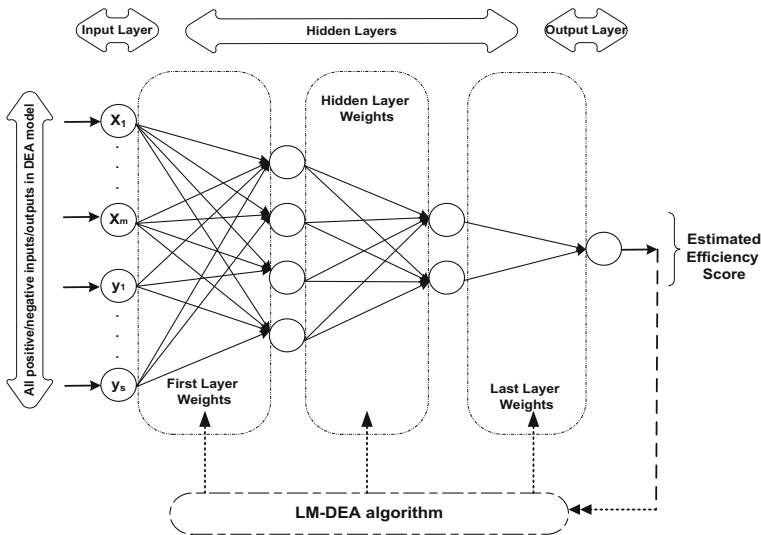 Input Layer
Hidden Layers
Output Layer
All positive/negative inputs/outputs in DEA model
X1
Xm
y1
ys
Hidden Layer
Weights
First Layer
Weights
Last Layer
Weights
Estimated
Efficiency
Score
LM-DEA algorithm